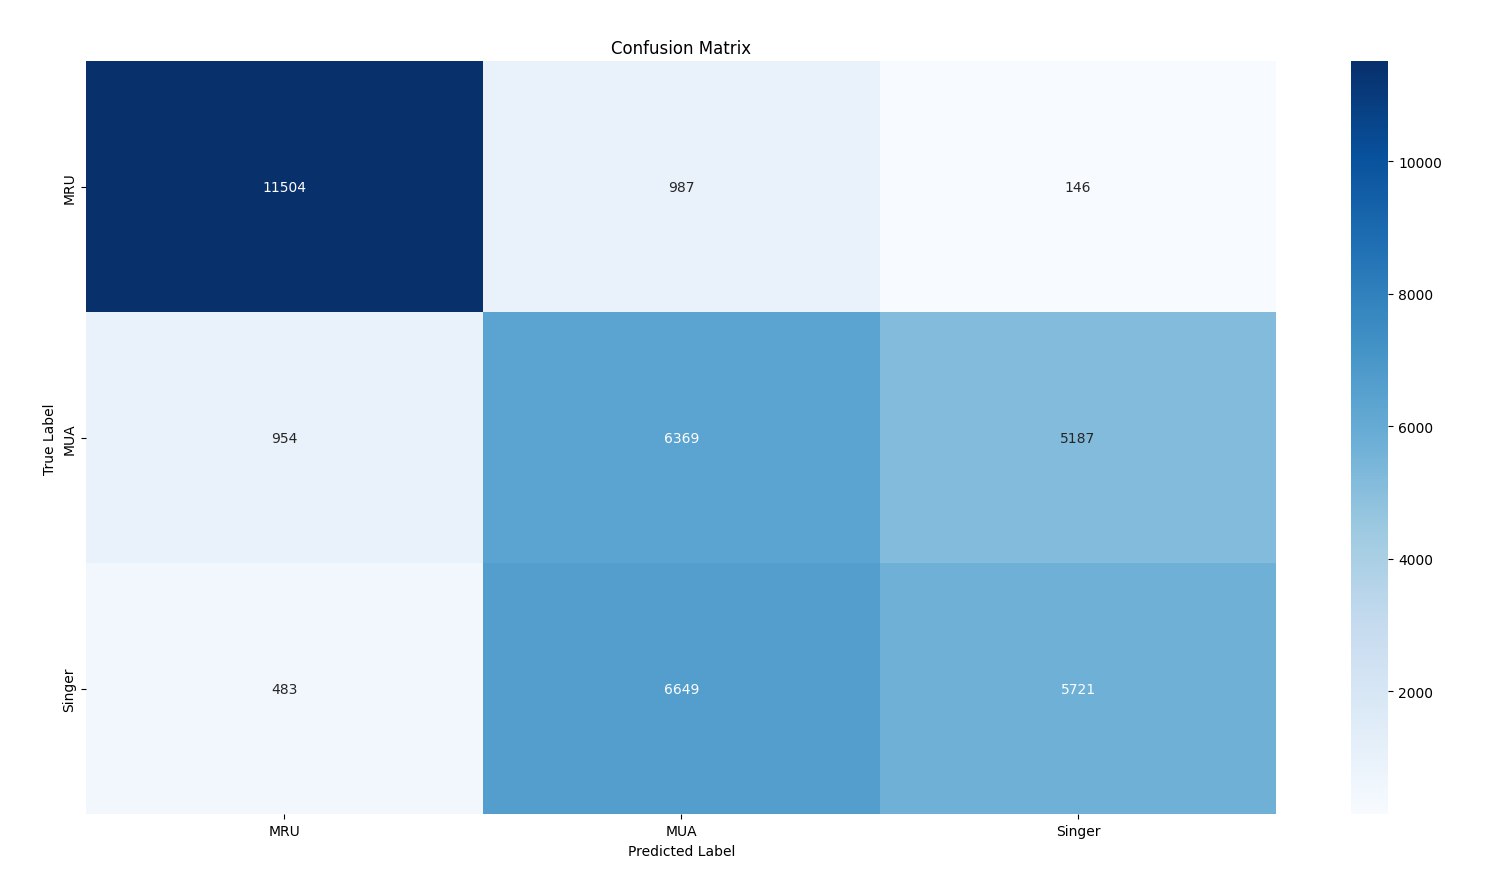 Confusion Matrix
True Label
MRU
11504 987 146
MUA
954 6369 5187
Singer
483 6649 5721
MRU MUA Singer
Predicted Label
10000
8000
6000
4000
2000